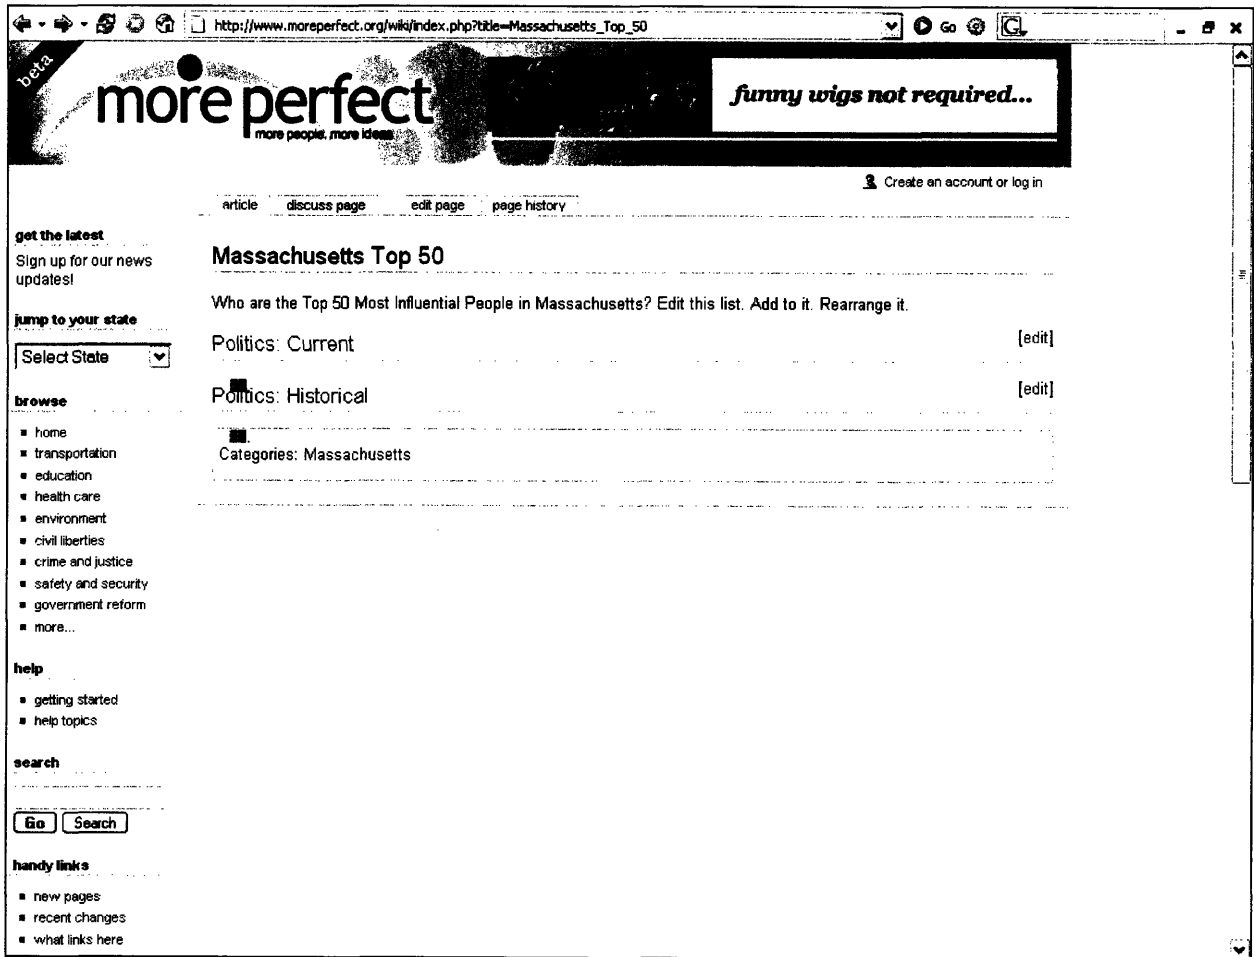 http://www.moreperfect.org/wiki/index.php?title=Massachusetts_Top_50
Go
G
beta
more perfect
more people. more ideas
funny wigs not required...
Create an account or log in
article discuss page edit page page history
get the latest
Sign up for our news
updates!
jump to your state
Select State
browse
home
transportation
education
health care
environment
civil liberties
crime and justice
safety and security
government reform
more...
help
getting started
help topics
search
Go Search
handy links
new pages
recent changes
what links here
Massachusetts Top 50
Who are the Top 50 Most Influential People in Massachusetts? Edit this list. Add to it. Rearrange it.
Politics: Current [edit]
Politics: Historical [edit]
Categories: Massachusetts